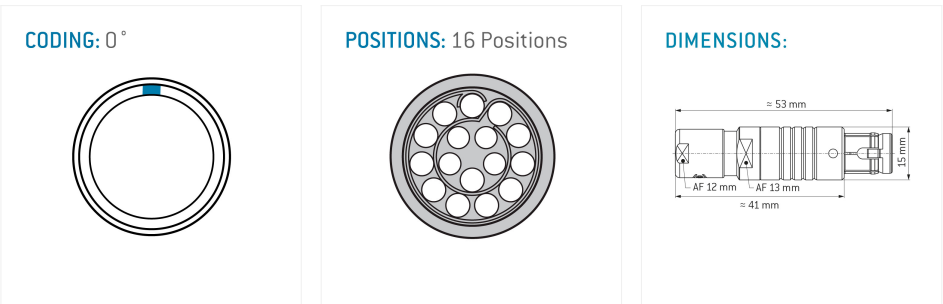 CODING: 0°
POSITIONS: 16 Positions
DIMENSIONS:
≈ 53 mm
15 mm
AF 12 mm
AF 13 mm
≈ 41 mm